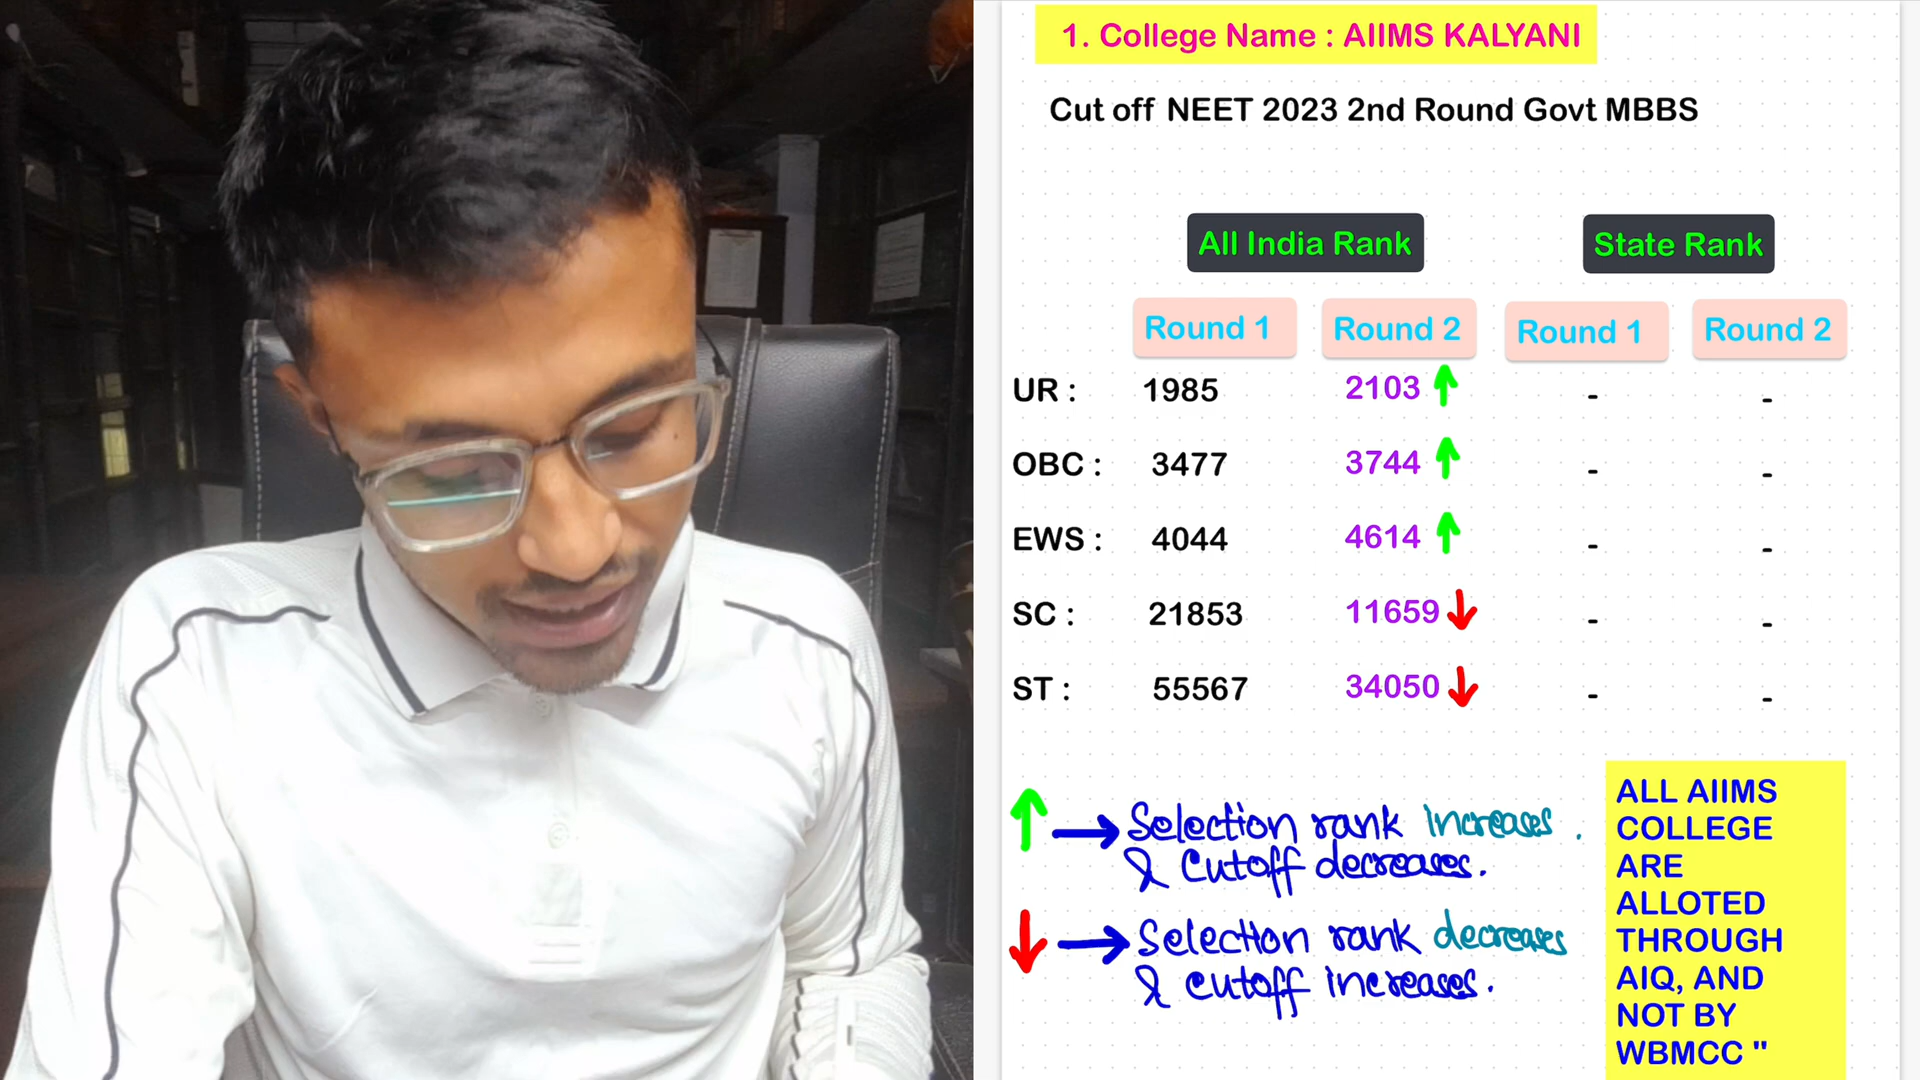 1. College Name : AIIMS KALYANI
Cut off NEET 2023 2nd Round Govt MBBS
All India Rank State Rank
Round 1 Round 2 Round 1 Round 2
UR : 1985 2103 - -
OBC : 3477 3744 - -
EWS : 4044 4614 - -
SC : 21853 11659 - -
ST : 55567 34050 - -
Selection rank increases .
& Cutoff decreases.
Selection rank decreases
& cutoff increases.
ALL AIIMS
COLLEGE
ARE
ALLOTED
THROUGH
AIQ, AND
NOT BY
WBMCC "